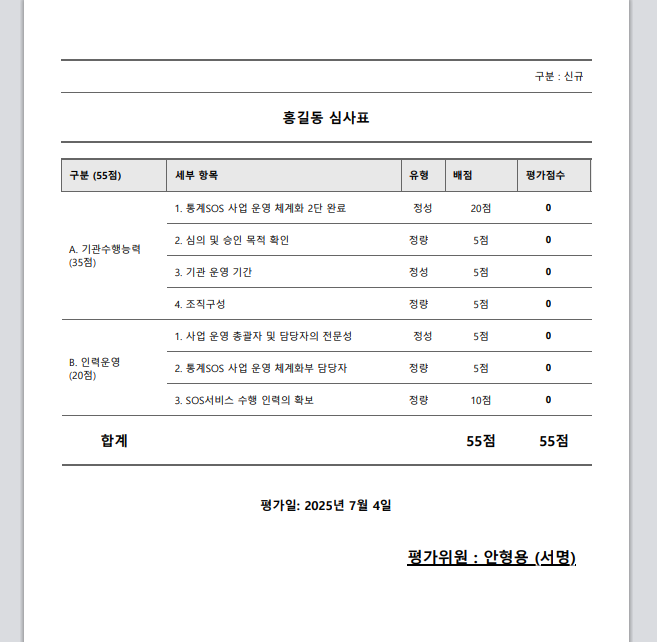 구분 : 신규
홍길동 심사표
구분 (55점) 세부 항목 유형 배점 평가점수
A. 기관수행능력
(35점)
1. 통계SOS 사업 운영 체계화 2단 완료 정성 20점 0
2. 심의 및 승인 목적 확인 정량 5점 0
3. 기관 운영 기간 정성 5점 0
4. 조직구성 정량 5점 0
B. 인력운영
(20점)
1. 사업 운영 총괄자 및 담당자의 전문성 정성 5점 0
2. 통계SOS 사업 운영 체계화부 담당자 정량 5점 0
3. SOS서비스 수행 인력의 확보 정량 10점 0
합계 55점 55점
평가일: 2025년 7월 4일
평가위원 : 안형용 (서명)